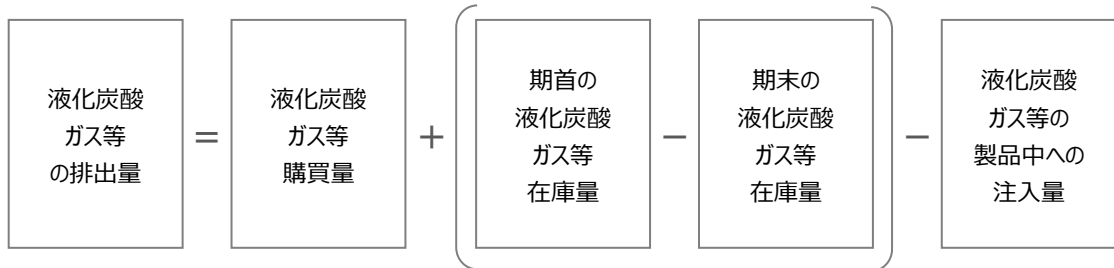 液化炭酸
ガス等
の排出量
＝
液化炭酸
ガス等
購買量
＋
期首の
液化炭酸
ガス等
在庫量
－
期末の
液化炭酸
ガス等
在庫量
－
液化炭酸
ガス等の
製品中への
注入量